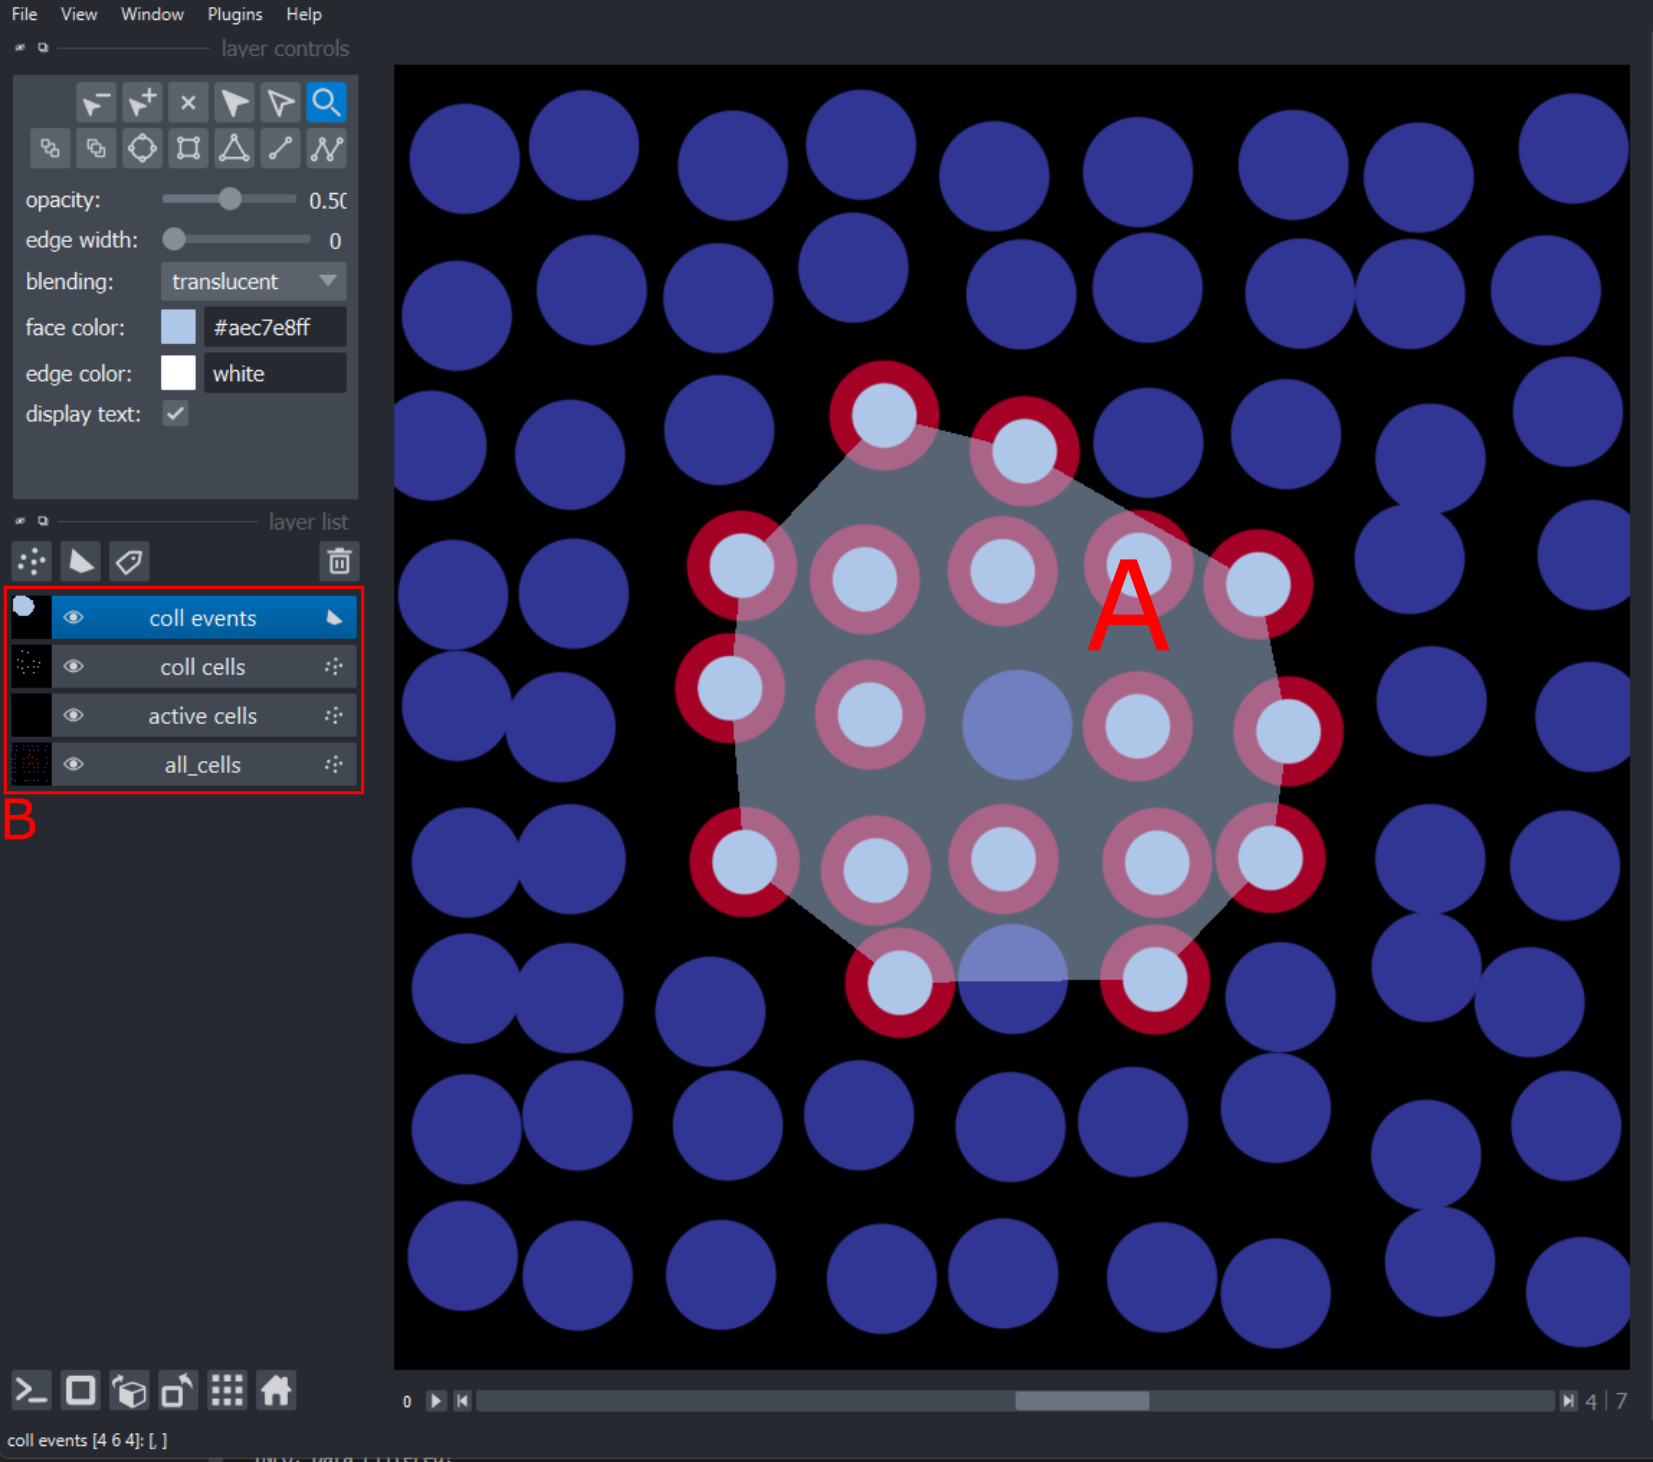 File View Window Plugins Help
layer controls
opacity: 0.50
edge width: 0
blending: translucent
face color: #aec7e8ff
edge color: white
display text:
layer list
coll events
coll cells
active cells
all_cells
A
B
0 4 | 7
coll events [4 6 4]: [, ]